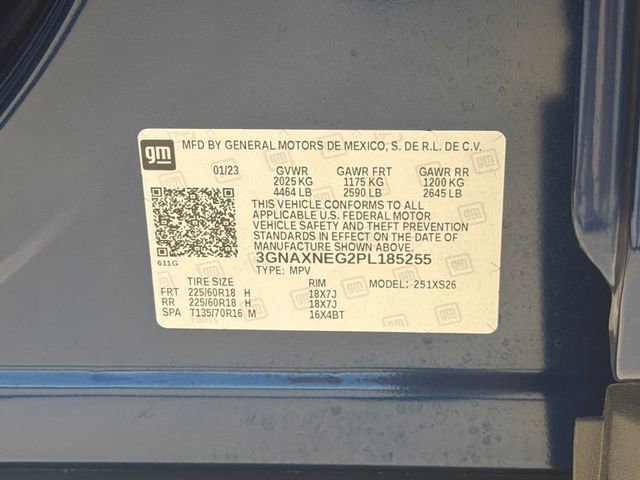 gm
MFD BY GENERAL MOTORS DE MEXICO, S. DE R.L. DE C.V.
01/23 GVWR GAWR FRT GAWR RR
2025 KG 1175 KG 1200 KG
4464 LB 2590 LB 2645 LB
THIS VEHICLE CONFORMS TO ALL
APPLICABLE U.S. FEDERAL MOTOR
VEHICLE SAFETY AND THEFT PREVENTION
STANDARDS IN EFFECT ON THE DATE OF
MANUFACTURE SHOWN ABOVE.
611G
3GNAXNEG2PL185255
TYPE: MPV
TIRE SIZE RIM MODEL: 251XS26
FRT 225/60R18 H 18X7J
RR 225/60R18 H 18X7J
SPA T135/70R16 M 16X4BT